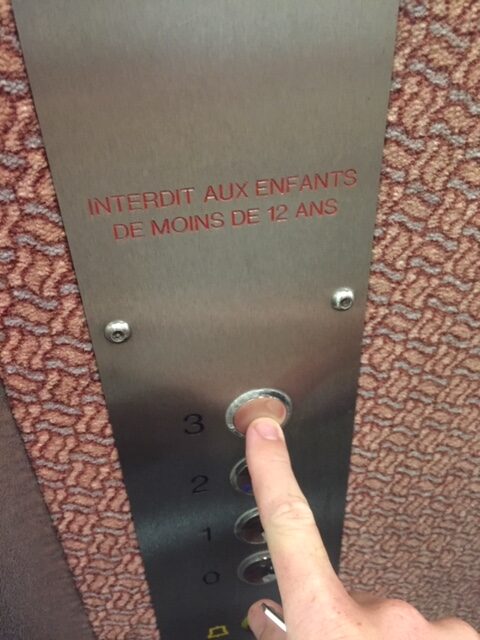 INTERDIT AUX ENFANTS
DE MOINS DE 12 ANS
3
2
1
0